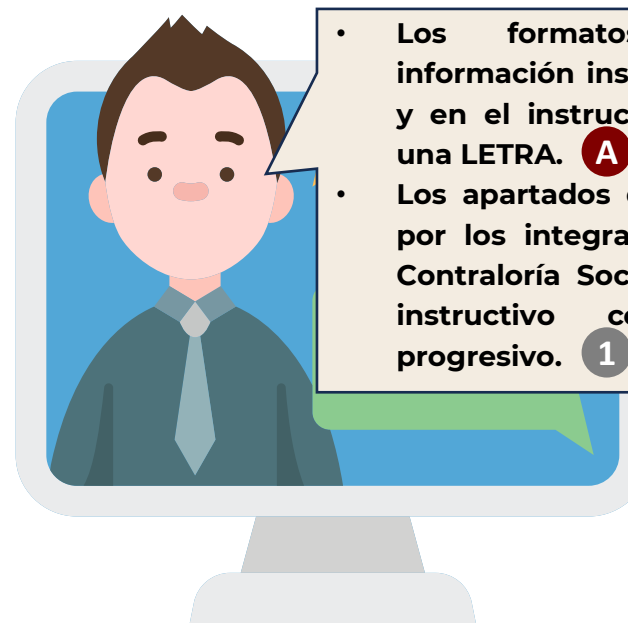 • Los formatos
información ins
y en el instruc
una LETRA. A
• Los apartados
por los integra
Contraloría Soc
instructivo c
progresivo. 1